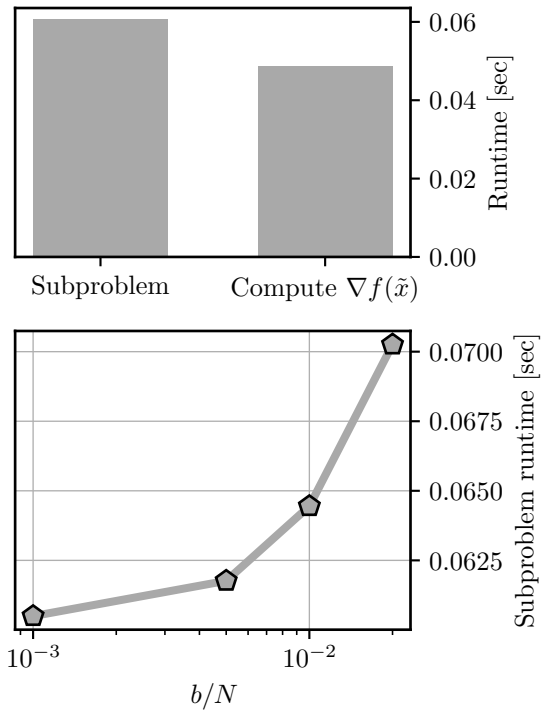 0.06
0.04
0.02
0.00
Runtime [sec]
Subproblem
Compute ∇f(x̃)
0.0700
0.0675
0.0650
0.0625
Subproblem runtime [sec]
10⁻³
10⁻²
b/N